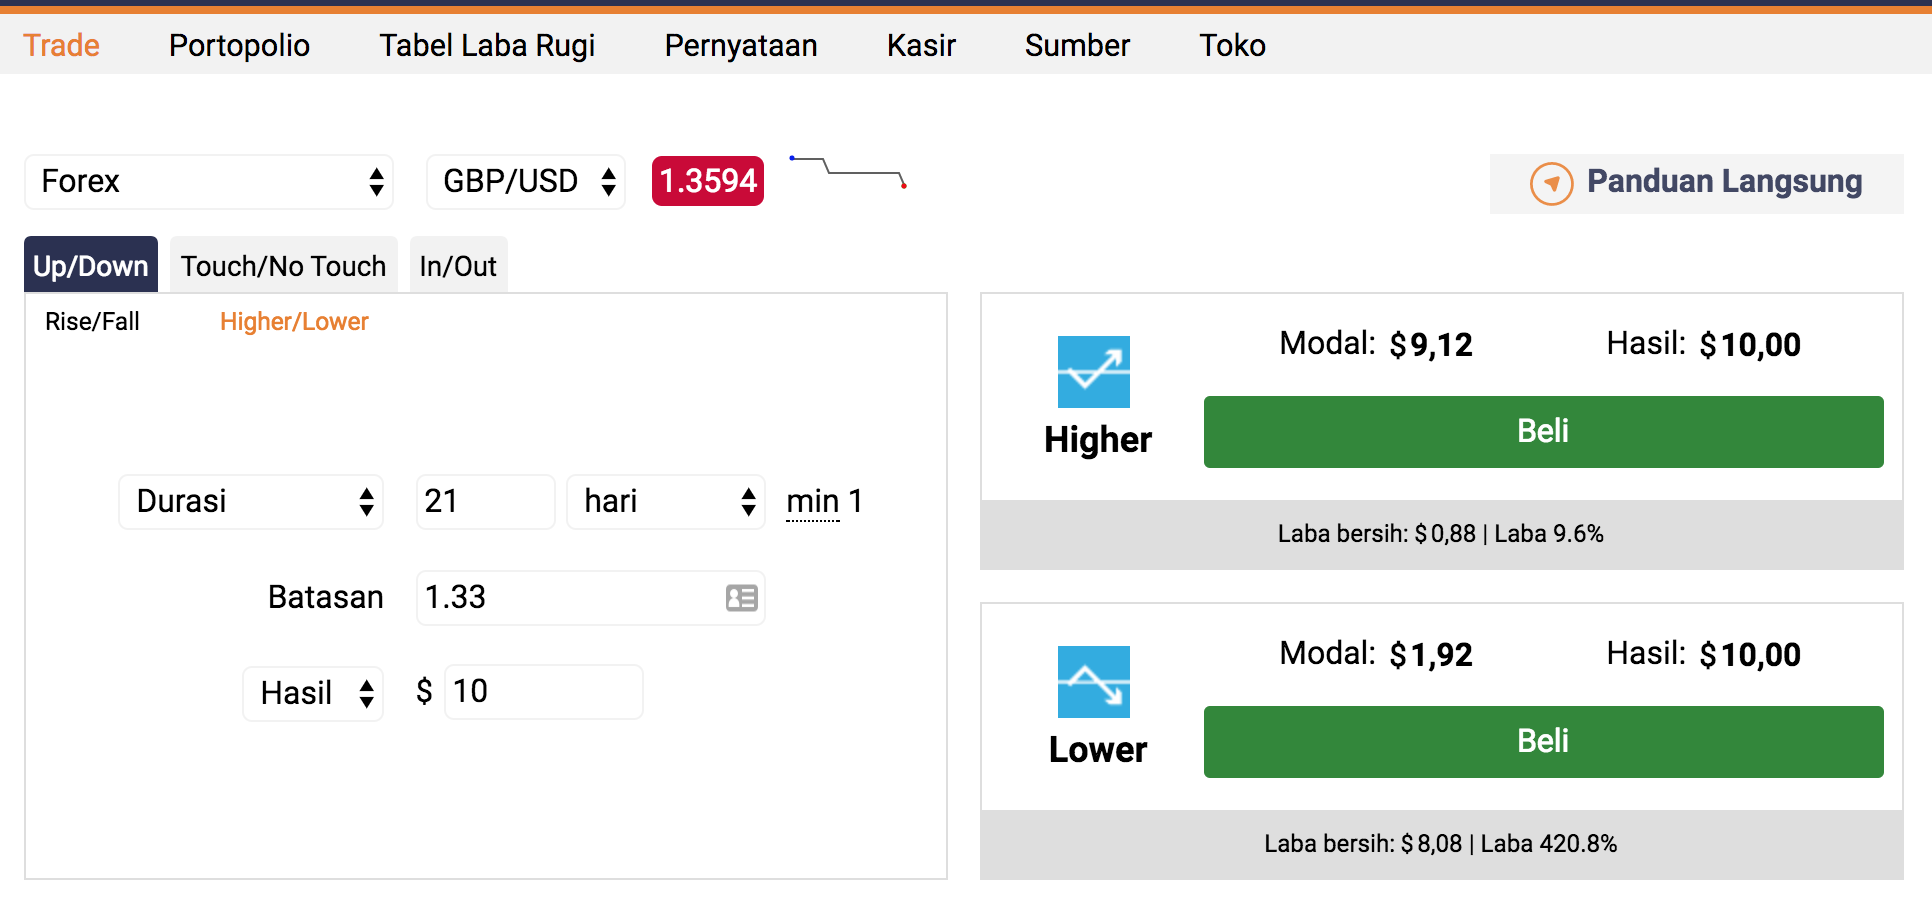 Trade Portopolio Tabel Laba Rugi Pernyataan Kasir Sumber Toko
Forex GBP/USD 1.3594 Panduan Langsung
Up/Down Touch/No Touch In/Out
Rise/Fall Higher/Lower
Durasi 21 hari min 1
Batasan 1.33
Hasil $ 10
Modal: $9,12 Hasil: $10,00
Higher
Beli
Laba bersih: $0,88 | Laba 9.6%
Modal: $1,92 Hasil: $10,00
Lower
Beli
Laba bersih: $8,08 | Laba 420.8%